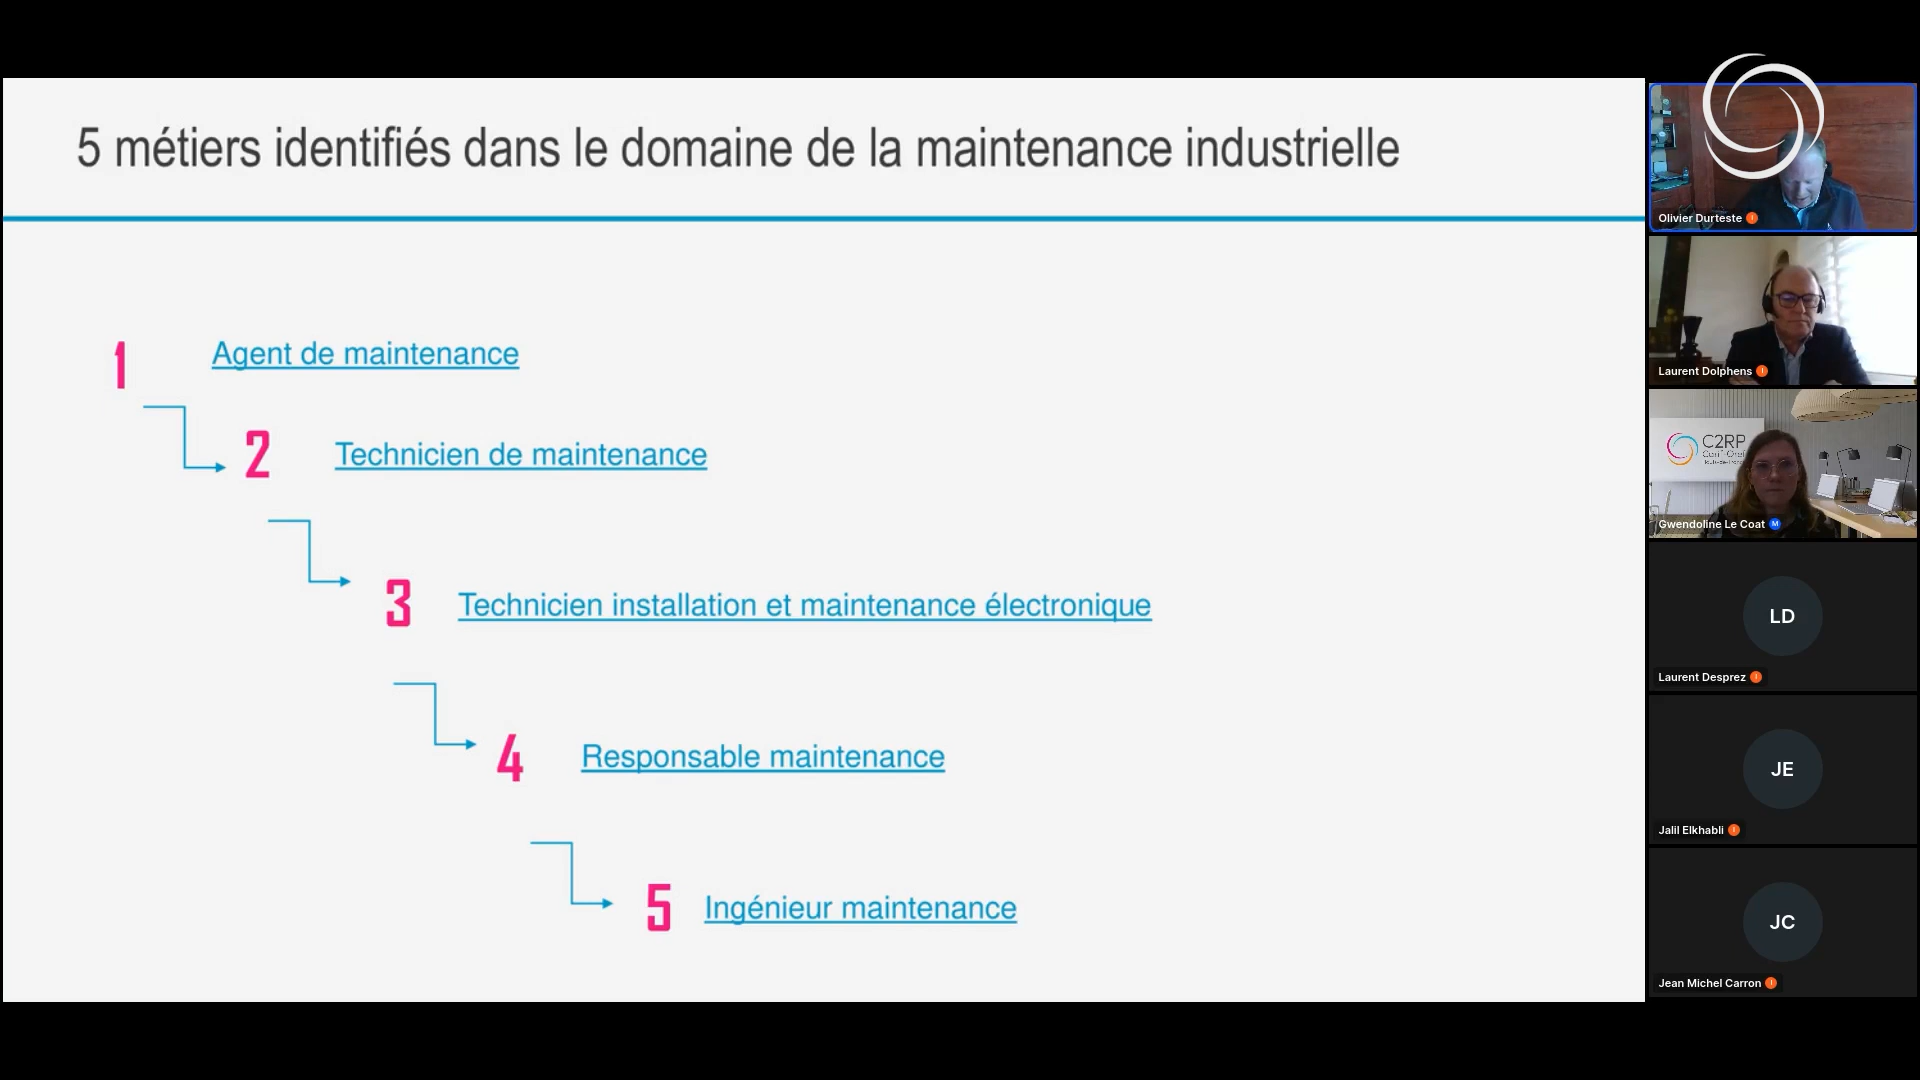 5 métiers identifiés dans le domaine de la maintenance industrielle
1 Agent de maintenance
2 Technicien de maintenance
3 Technicien installation et maintenance électronique
4 Responsable maintenance
5 Ingénieur maintenance
Olivier Durteste
Laurent Dolphens
C2RP
Gwendoline Le Coat M
LD
Laurent Desprez
JE
Jalil Elkhabli
JC
Jean Michel Carron